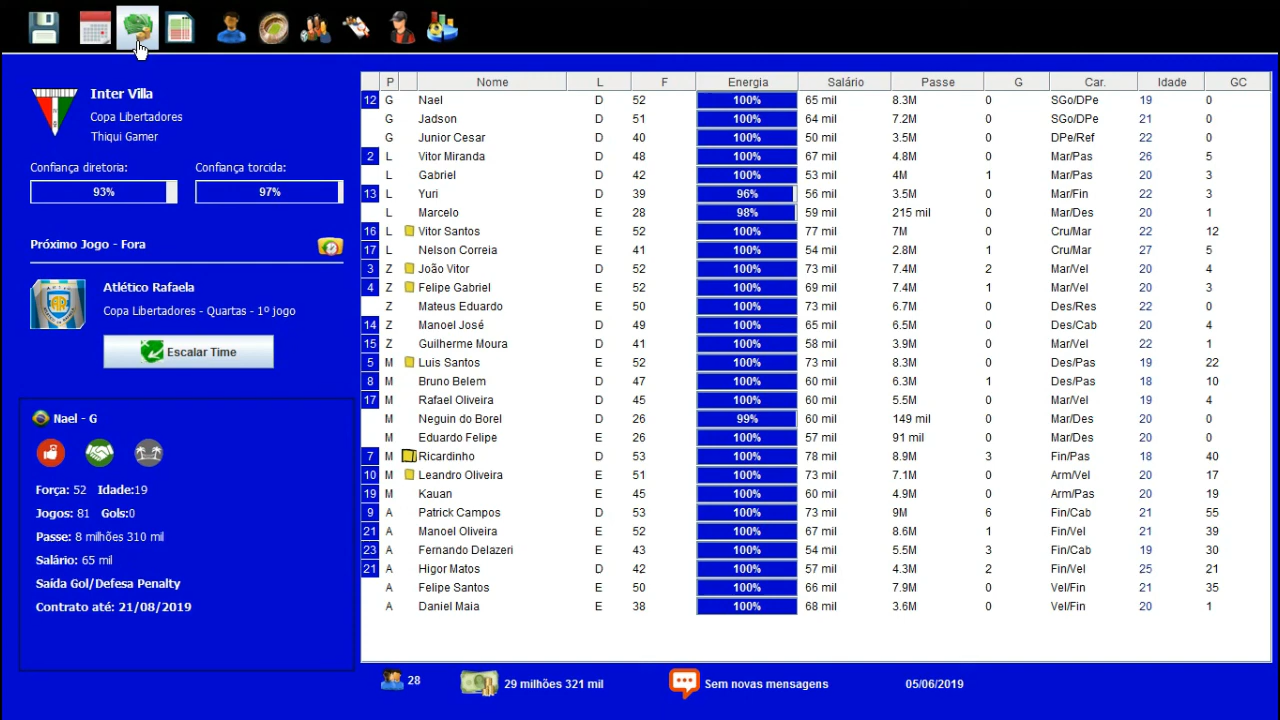 Inter Villa
Copa Libertadores
Thiqui Gamer
Confiança diretoria: Confiança torcida:
93% 97%
Próximo Jogo - Fora
Atlético Rafaela
Copa Libertadores - Quartas - 1º jogo
Escalar Time
Nael - G
Força: 52 Idade:19
Jogos: 81 Gols:0
Passe: 8 milhões 310 mil
Salário: 65 mil
Saída Gol/Defesa Penalty
Contrato até: 21/08/2019
P Nome L F Energia Salário Passe G Car. Idade GC
12 G Nael D 52 100% 65 mil 8.3M 0 SGo/DPe 19 0
G Jadson D 51 100% 64 mil 7.2M 0 SGo/DPe 21 0
G Junior Cesar D 40 100% 50 mil 3.5M 0 DPe/Ref 22 0
2 L Vitor Miranda D 48 100% 67 mil 4.8M 0 Mar/Pas 26 5
L Gabriel D 42 100% 53 mil 4M 1 Mar/Pas 20 3
13 L Yuri D 39 96% 56 mil 3.5M 0 Mar/Fin 22 3
L Marcelo E 28 98% 59 mil 215 mil 0 Mar/Des 20 1
16 L Vitor Santos E 52 100% 77 mil 7M 0 Cru/Mar 22 12
17 L Nelson Correia E 41 100% 54 mil 2.8M 1 Cru/Mar 27 5
3 Z João Vitor D 52 100% 73 mil 7.4M 2 Mar/Vel 20 4
4 Z Felipe Gabriel E 52 100% 69 mil 7.4M 1 Mar/Vel 20 3
Z Mateus Eduardo E 50 100% 73 mil 6.7M 0 Des/Res 22 0
14 Z Manoel José D 49 100% 65 mil 6.5M 0 Des/Cab 20 4
15 Z Guilherme Moura D 41 100% 58 mil 3.9M 0 Mar/Vel 22 1
5 M Luis Santos E 52 100% 73 mil 8.3M 0 Des/Pas 19 22
8 M Bruno Belem D 47 100% 60 mil 6.3M 1 Des/Pas 18 10
17 M Rafael Oliveira D 45 100% 60 mil 5.5M 0 Mar/Vel 19 4
M Neguin do Borel D 26 99% 60 mil 149 mil 0 Mar/Des 20 0
M Eduardo Felipe E 26 100% 57 mil 91 mil 0 Mar/Des 20 0
7 M Ricardinho D 53 100% 78 mil 8.9M 3 Fin/Pas 18 40
10 M Leandro Oliveira E 51 100% 73 mil 7.1M 0 Arm/Vel 20 17
19 M Kauan E 45 100% 60 mil 4.9M 0 Arm/Pas 20 19
9 A Patrick Campos D 53 100% 73 mil 9M 6 Fin/Cab 21 55
21 A Manoel Oliveira E 52 100% 67 mil 8.6M 1 Fin/Vel 21 39
23 A Fernando Delazeri E 43 100% 54 mil 5.5M 3 Fin/Cab 19 30
21 A Higor Matos D 42 100% 57 mil 4.3M 2 Fin/Vel 25 21
A Felipe Santos E 50 100% 66 mil 7.9M 0 Vel/Fin 21 35
A Daniel Maia E 38 100% 68 mil 3.6M 0 Vel/Fin 20 1
28 29 milhões 321 mil Sem novas mensagens 05/06/2019